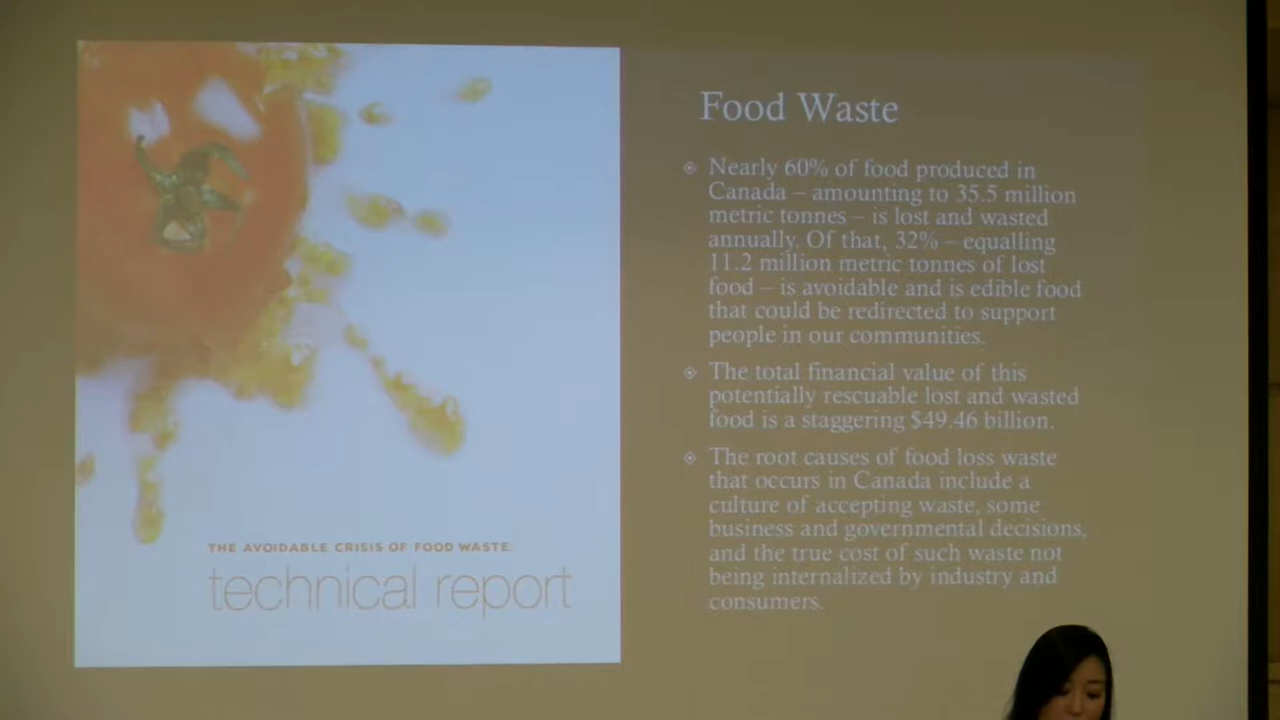 THE AVOIDABLE CRISIS OF FOOD WASTE:
technical report
Food Waste
Nearly 60% of food produced in
Canada – amounting to 35.5 million
metric tonnes – is lost and wasted
annually. Of that, 32% – equalling
11.2 million metric tonnes of lost
food – is avoidable and is edible food
that could be redirected to support
people in our communities.
The total financial value of this
potentially rescuable lost and wasted
food is a staggering $49.46 billion.
The root causes of food loss waste
that occurs in Canada include a
culture of accepting waste, some
business and governmental decisions,
and the true cost of such waste not
being internalized by industry and
consumers.